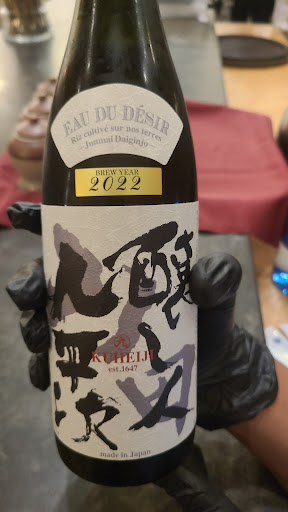 EAU DU DÉSIR
Riz cultivé sur nos terres
—Junmai Daiginjo—
BREW YEAR
2022
醸し人
九平次
九
KUHEIJI
est.1647
made in Japan